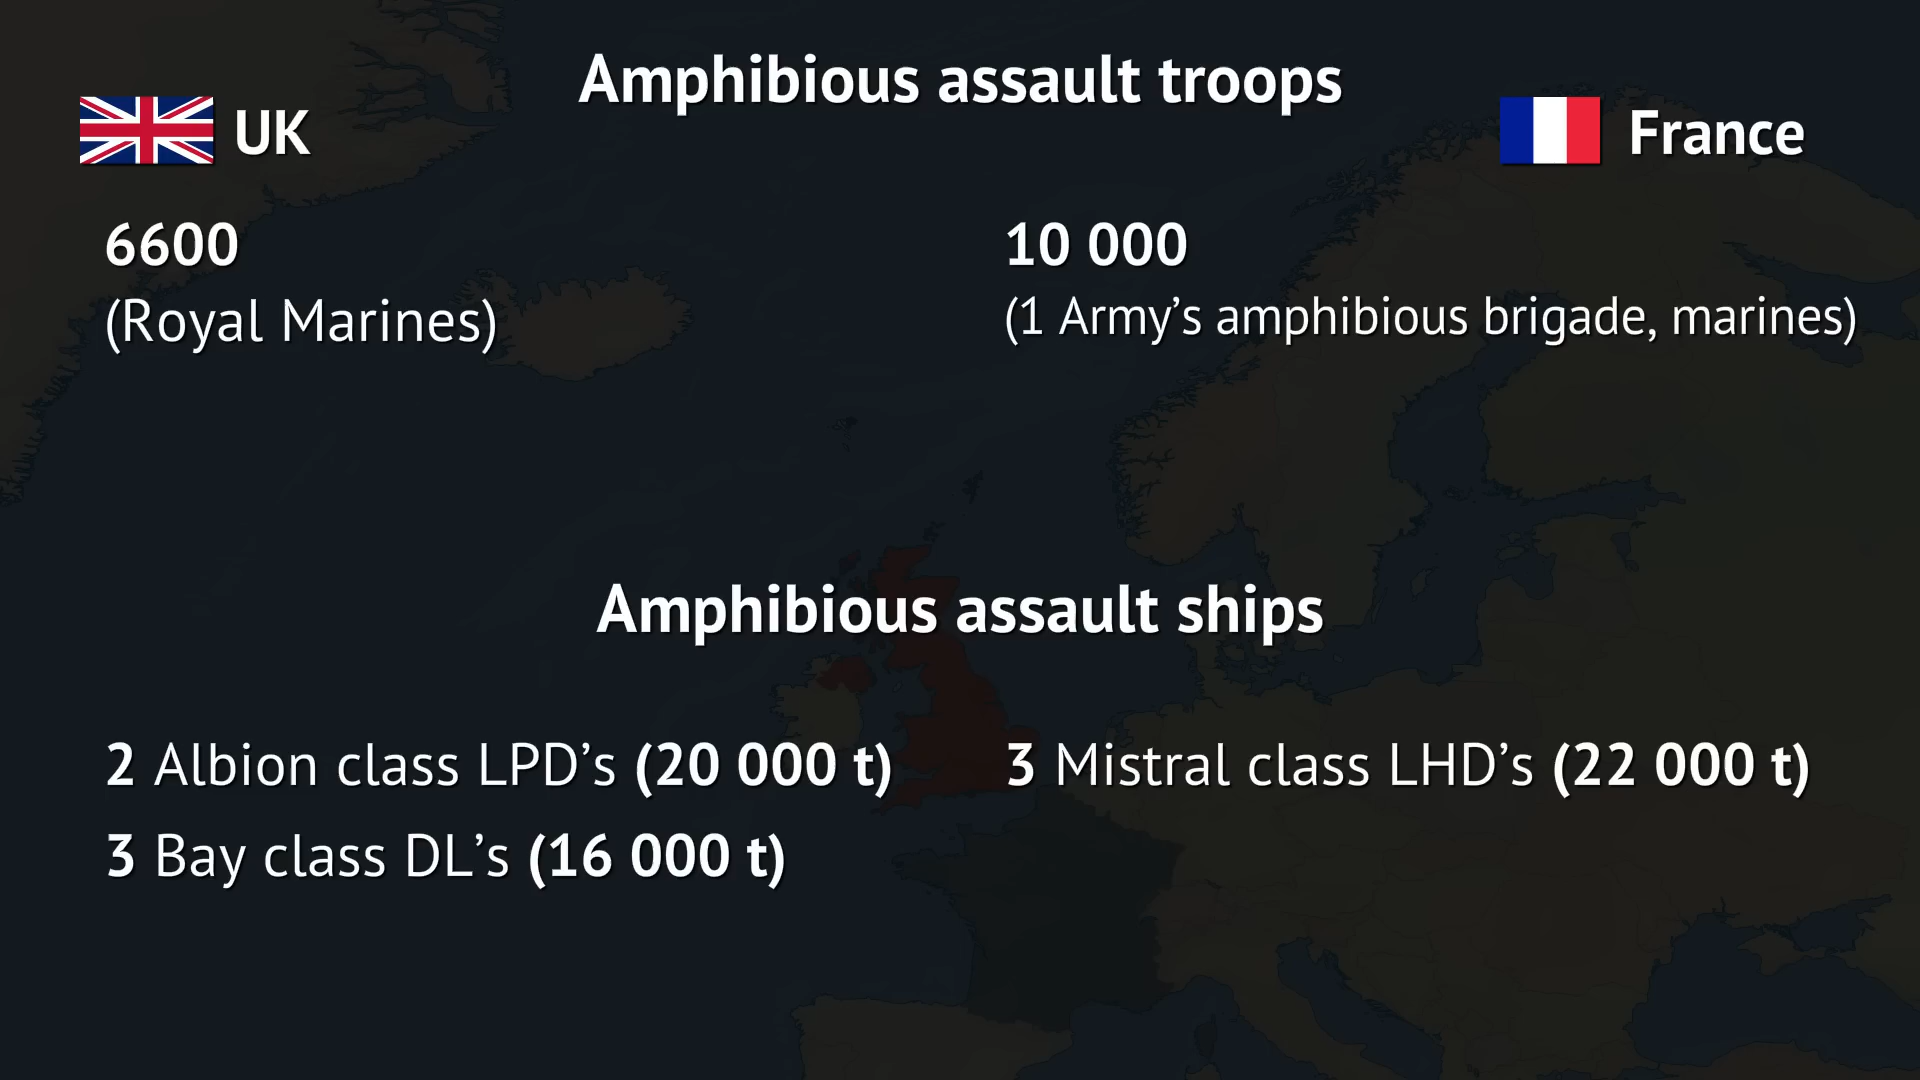 Amphibious assault troops
UK
France
6600
(Royal Marines)
10 000
(1 Army’s amphibious brigade, marines)
Amphibious assault ships
2 Albion class LPD’s (20 000 t)
3 Bay class DL’s (16 000 t)
3 Mistral class LHD’s (22 000 t)